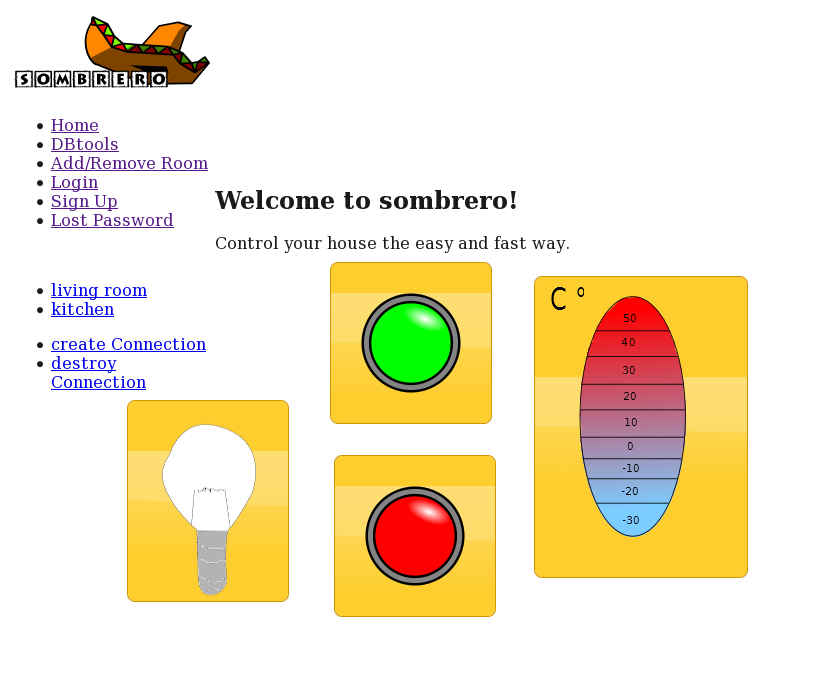 SOMBRERO
Home
DBtools
Add/Remove Room
Login
Sign Up
Lost Password
Welcome to sombrero!
Control your house the easy and fast way.
living room
kitchen
create Connection
destroy
Connection
C °
50
40
30
20
10
0
-10
-20
-30